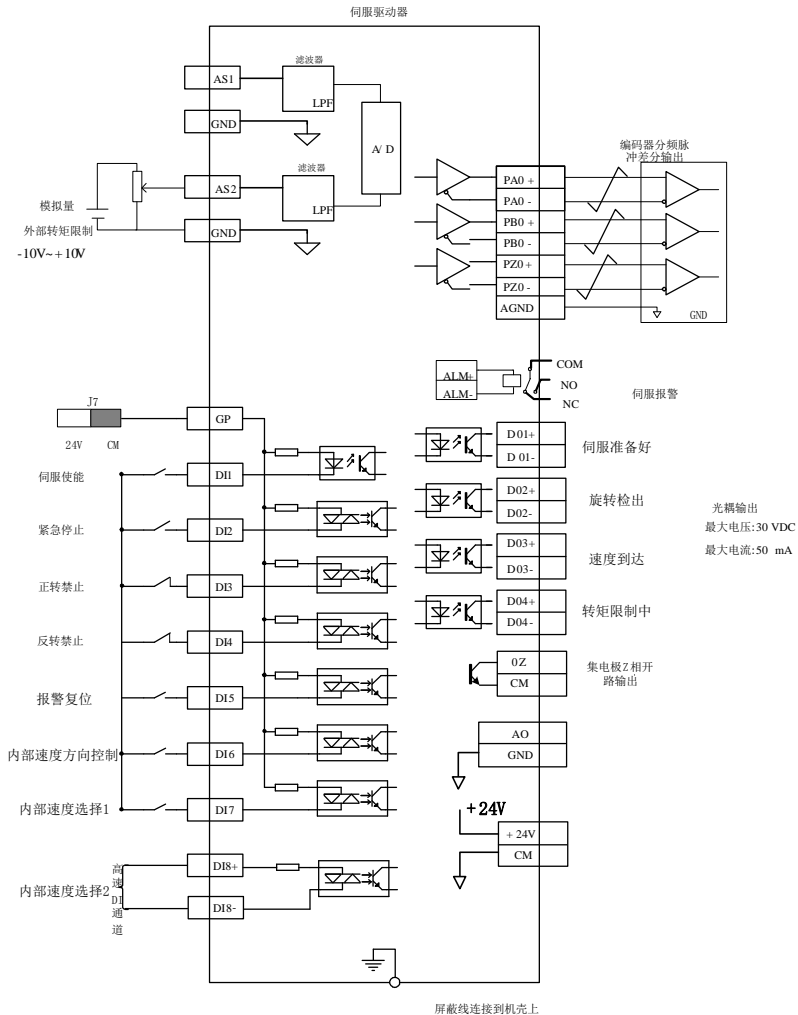 伺服驱动器
滤波器
AS1
LPF
GND
A/D
滤波器
AS2
LPF
GND
模拟量
外部转矩限制
-10V~+10V
编码器分频脉
冲差分输出
PA0 +
PA0 -
PB0 +
PB0 -
PZ0 +
PZ0 -
AGND
GND
COM
ALM+
NO
ALM-
NC
伺服报警
J7
24V CM
GP
伺服使能
DI1
紧急停止
DI2
正转禁止
DI3
反转禁止
DI4
报警复位
DI5
内部速度方向控制
DI6
内部速度选择1
DI7
内部速度选择2
高速DI通道
DI8+
DI8-
D01+
D01-
伺服准备好
D02+
D02-
旋转检出
D03+
D03-
速度到达
D04+
D04-
转矩限制中
光耦输出
最大电压:30 VDC
最大电流:50 mA
0Z
CM
集电极Z相开
路输出
AO
GND
+24V
+24V
CM
屏蔽线连接到机壳上